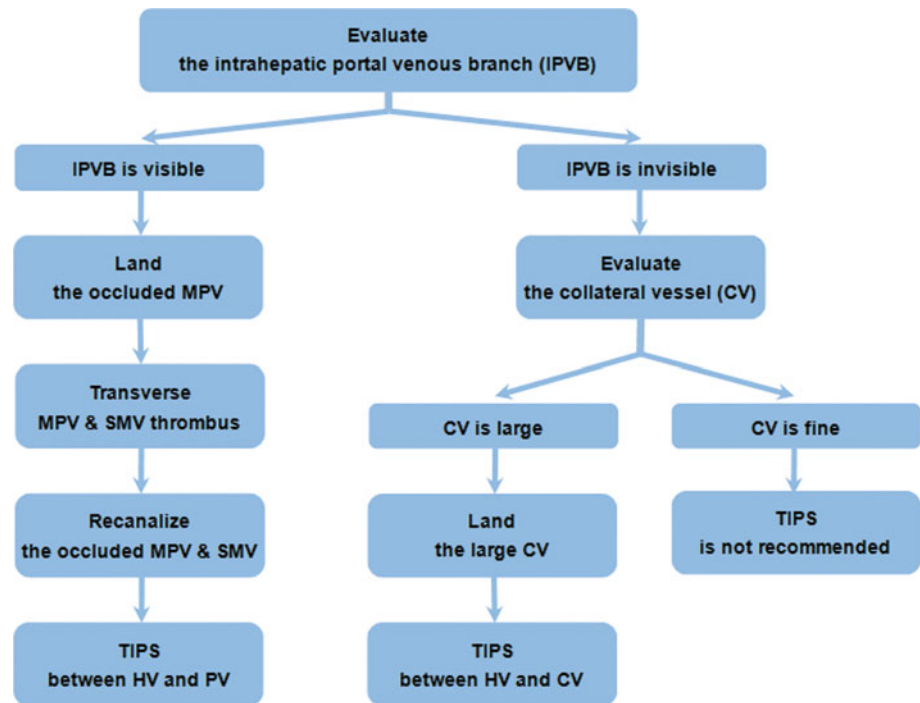 Evaluate
the intrahepatic portal venous branch (IPVB)
IPVB is visible
IPVB is invisible
Land
the occluded MPV
Evaluate
the collateral vessel (CV)
Transverse
MPV & SMV thrombus
CV is large
CV is fine
Recanalize
the occluded MPV & SMV
Land
the large CV
TIPS
is not recommended
TIPS
between HV and PV
TIPS
between HV and CV